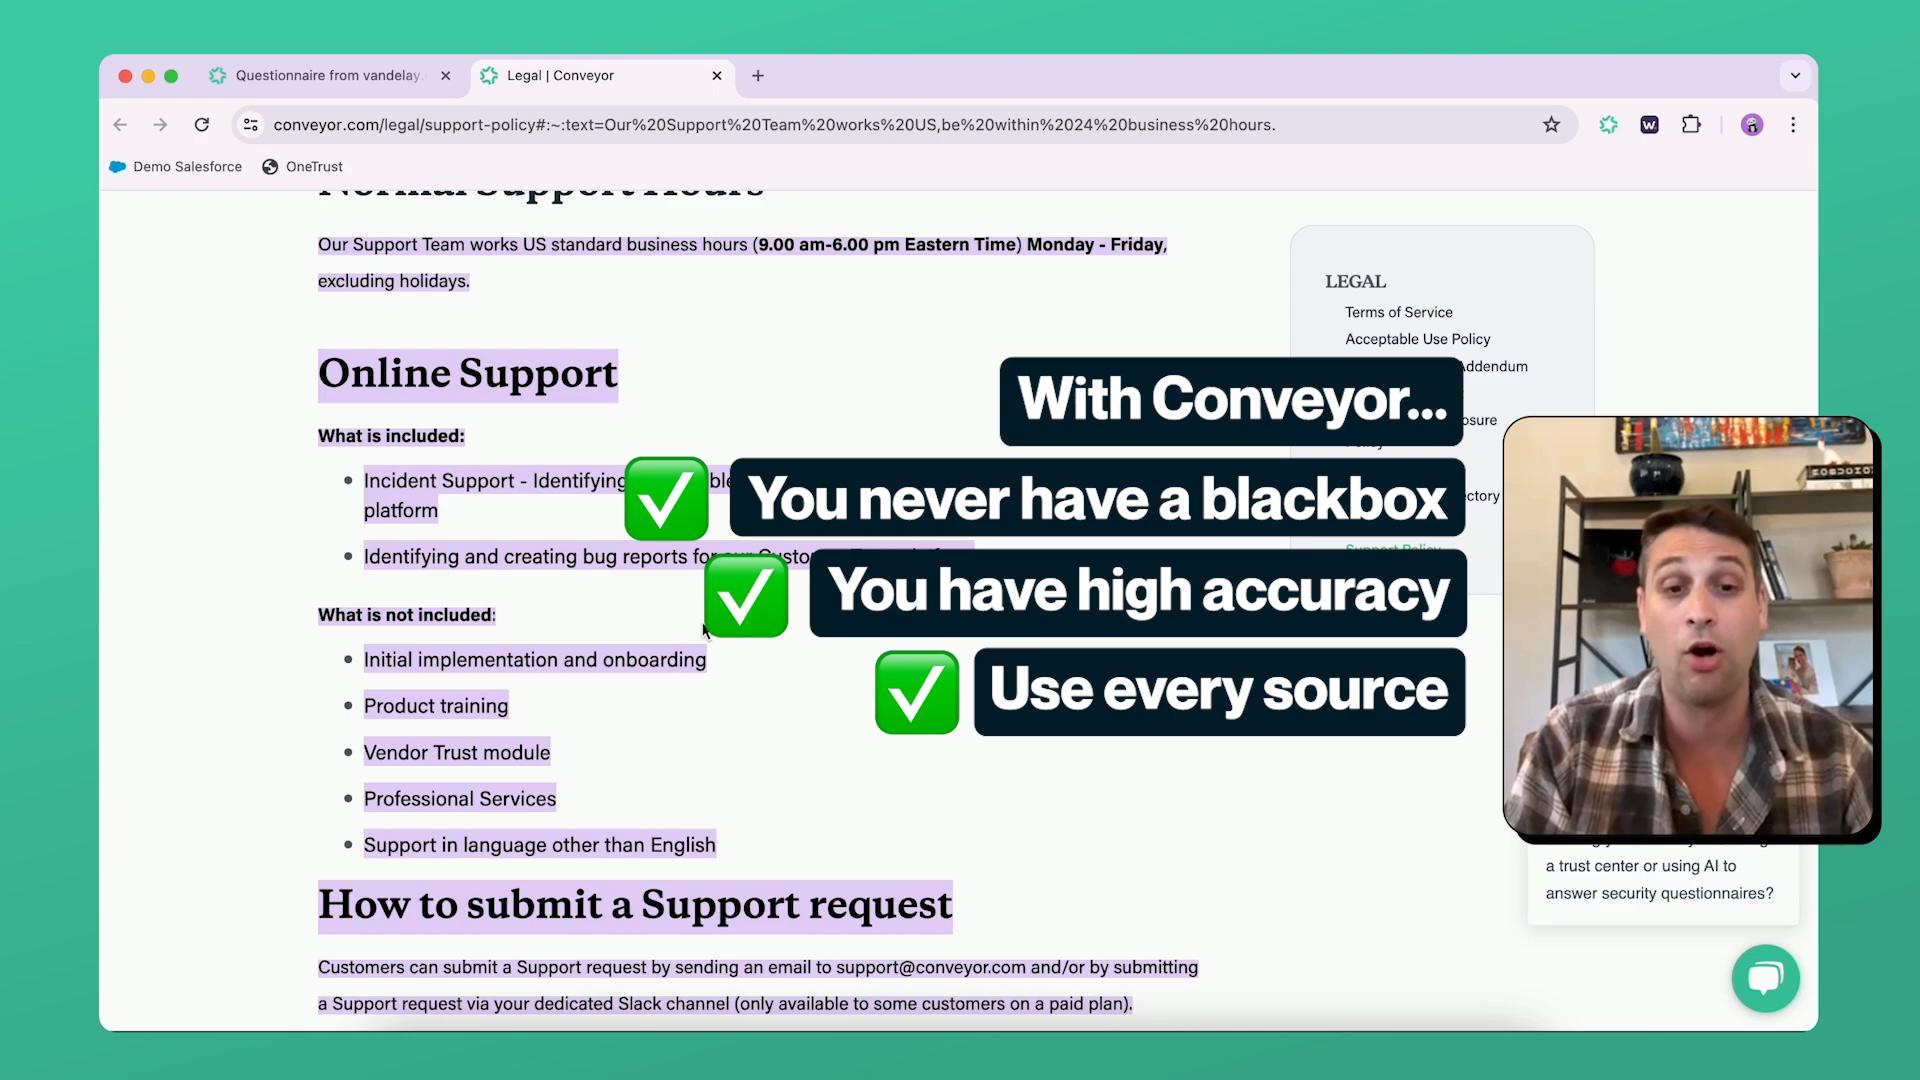 Questionnaire from vandelay.
Legal | Conveyor
conveyor.com/legal/support-policy#:~:text=Our%20Support%20Team%20works%20US,be%20within%2024%20business%20hours.
Demo Salesforce
OneTrust
Normal Support Hours
Our Support Team works US standard business hours (9.00 am-6.00 pm Eastern Time) Monday - Friday,
excluding holidays.
Online Support
What is included:
Incident Support - Identifying
platform
Identifying and creating bug reports for our
What is not included:
Initial implementation and onboarding
Product training
Vendor Trust module
Professional Services
Support in language other than English
How to submit a Support request
Customers can submit a Support request by sending an email to support@conveyor.com and/or by submitting
a Support request via your dedicated Slack channel (only available to some customers on a paid plan).
LEGAL
Terms of Service
Acceptable Use Policy
Addendum
Support Policy
With Conveyor...
You never have a blackbox
You have high accuracy
Use every source
a trust center or using AI to
answer security questionnaires?